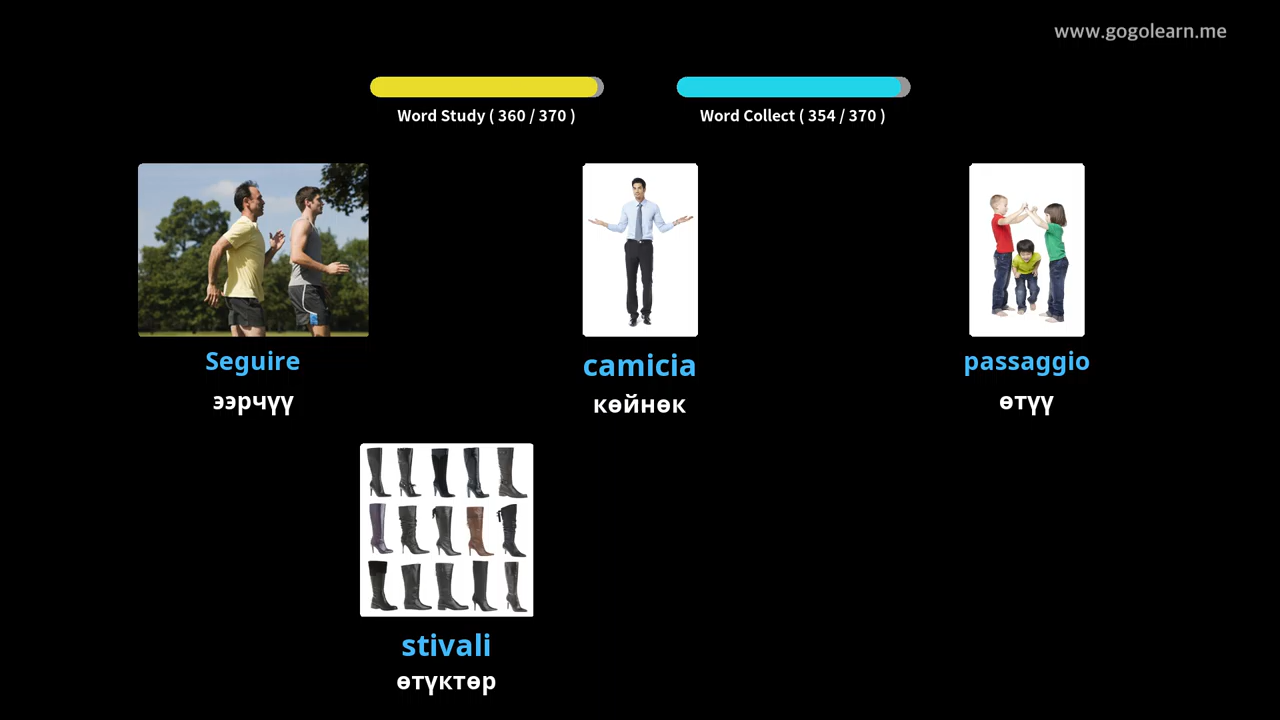 www.gogolearn.me
Word Study ( 360 / 370 )
Word Collect ( 354 / 370 )
Seguire
ээрчүү
camicia
көйнөк
passaggio
өтүү
stivali
өтүктөр